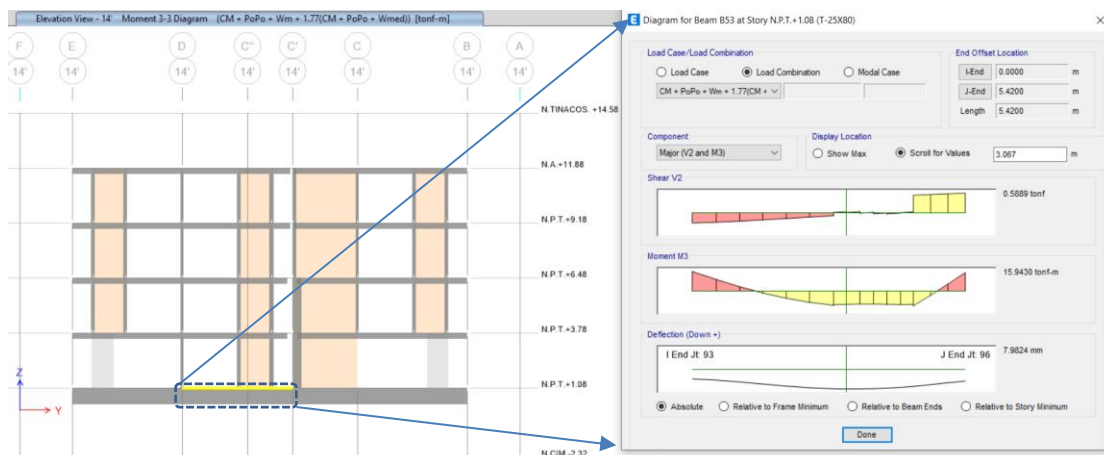 Elevation View - 14' Moment 3-3 Diagram (CM + PoPo + Wm + 1.77(CM + PoPo + Wmed)) [tonf-m]
F E D C'' C' C B A
14' 14' 14' 14' 14' 14' 14' 14'
N.TINACOS. +14.58
N.A.+11.88
N.P.T.+9.18
N.P.T.+6.48
N.P.T.+3.78
N.P.T.+1.08
N.CIM.-2.32
Z
Y
E Diagram for Beam B53 at Story N.P.T.+1.08 (T-25X80)
Load Case/Load Combination
Load Case Load Combination Modal Case
CM + PoPo + Wm + 1.77(CM +
End Offset Location
I-End 0.0000 m
J-End 5.4200 m
Length 5.4200 m
Component
Major (V2 and M3)
Display Location
Show Max Scroll for Values 3.067 m
Shear V2
0.5889 tonf
Moment M3
15.9430 tonf-m
Deflection (Down +)
I End Jt: 93 J End Jt: 96
7.9824 mm
Absolute Relative to Frame Minimum Relative to Beam Ends Relative to Story Minimum
Done